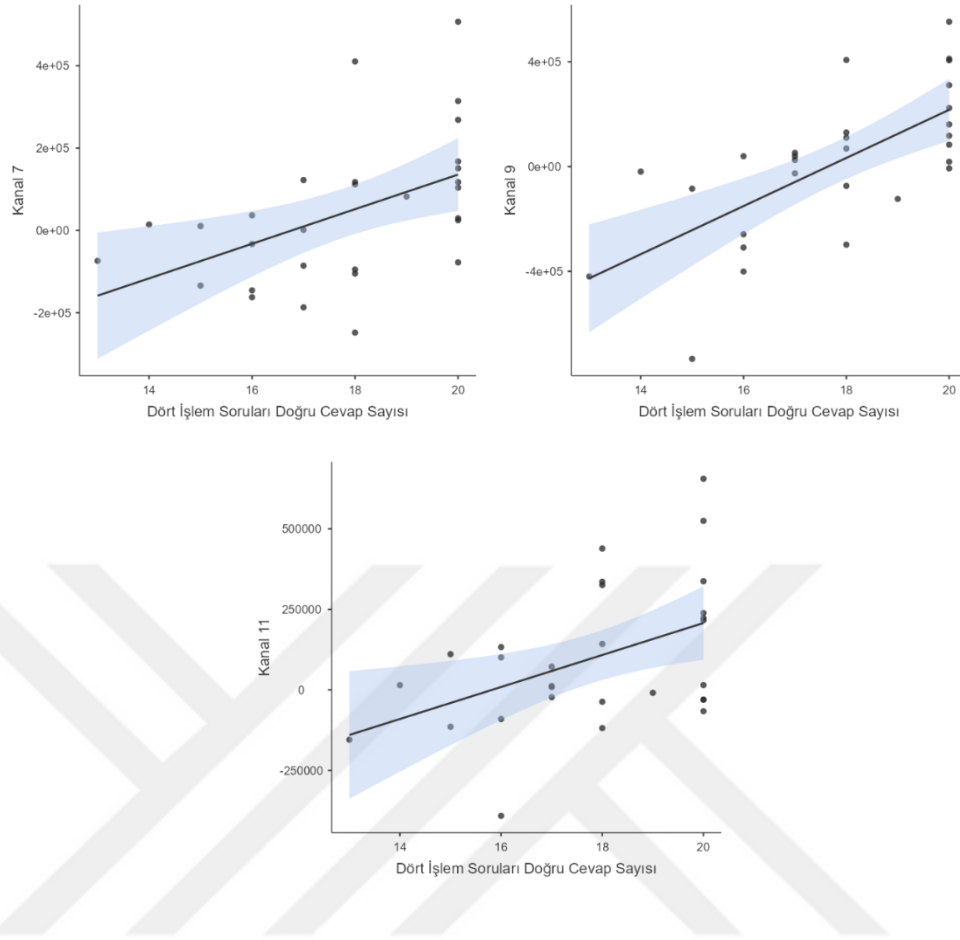 Kanal 7
4e+05
2e+05
0e+00
-2e+05
14 16 18 20
Dört İşlem Soruları Doğru Cevap Sayısı
Kanal 9
4e+05
0e+00
-4e+05
14 16 18 20
Dört İşlem Soruları Doğru Cevap Sayısı
Kanal 11
500000
250000
0
-250000
14 16 18 20
Dört İşlem Soruları Doğru Cevap Sayısı